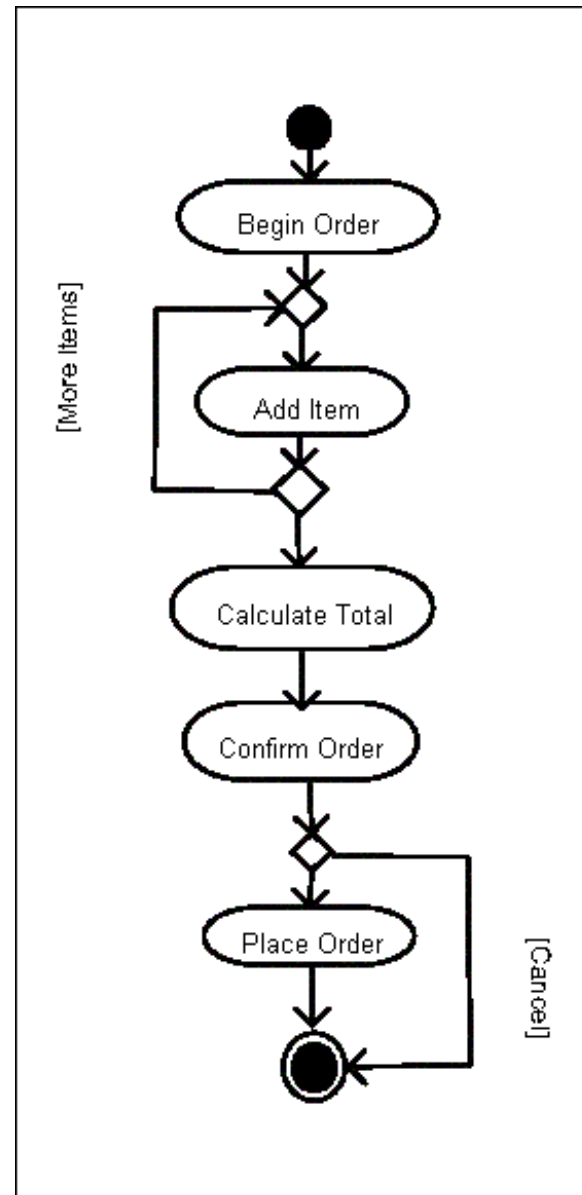 Begin Order
[More Items]
Add Item
Calculate Total
Confirm Order
Place Order
[Cancel]